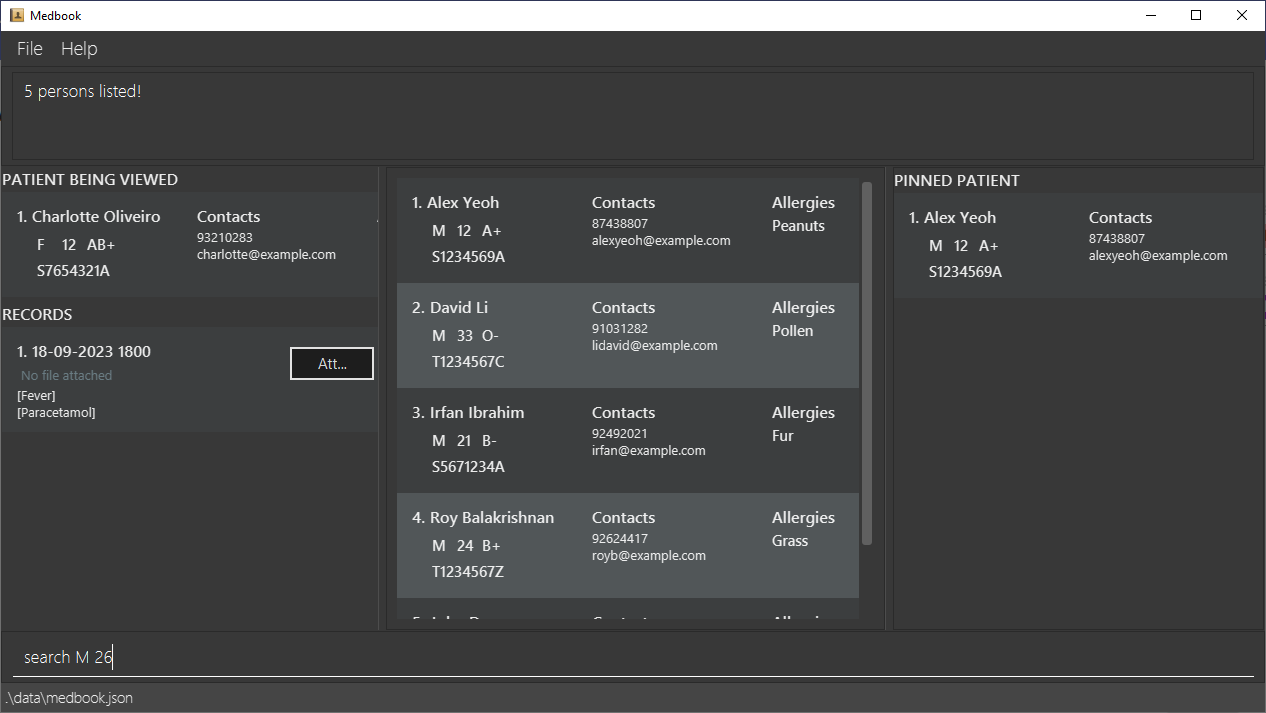 Medbook
File Help
5 persons listed!
PATIENT BEING VIEWED
1. Charlotte Oliveiro
F 12 AB+
S7654321A
Contacts
93210283
charlotte@example.com
RECORDS
1. 18-09-2023 1800
No file attached
Att...
[Fever]
[Paracetamol]
1. Alex Yeoh
M 12 A+
S1234569A
Contacts
87438807
alexyeoh@example.com
Allergies
Peanuts
2. David Li
M 33 O-
T1234567C
Contacts
91031282
lidavid@example.com
Allergies
Pollen
3. Irfan Ibrahim
M 21 B-
S5671234A
Contacts
92492021
irfan@example.com
Allergies
Fur
4. Roy Balakrishnan
M 24 B+
T1234567Z
Contacts
92624417
royb@example.com
Allergies
Grass
PINNED PATIENT
1. Alex Yeoh
M 12 A+
S1234569A
Contacts
87438807
alexyeoh@example.com
search M 26
.\data\medbook.json